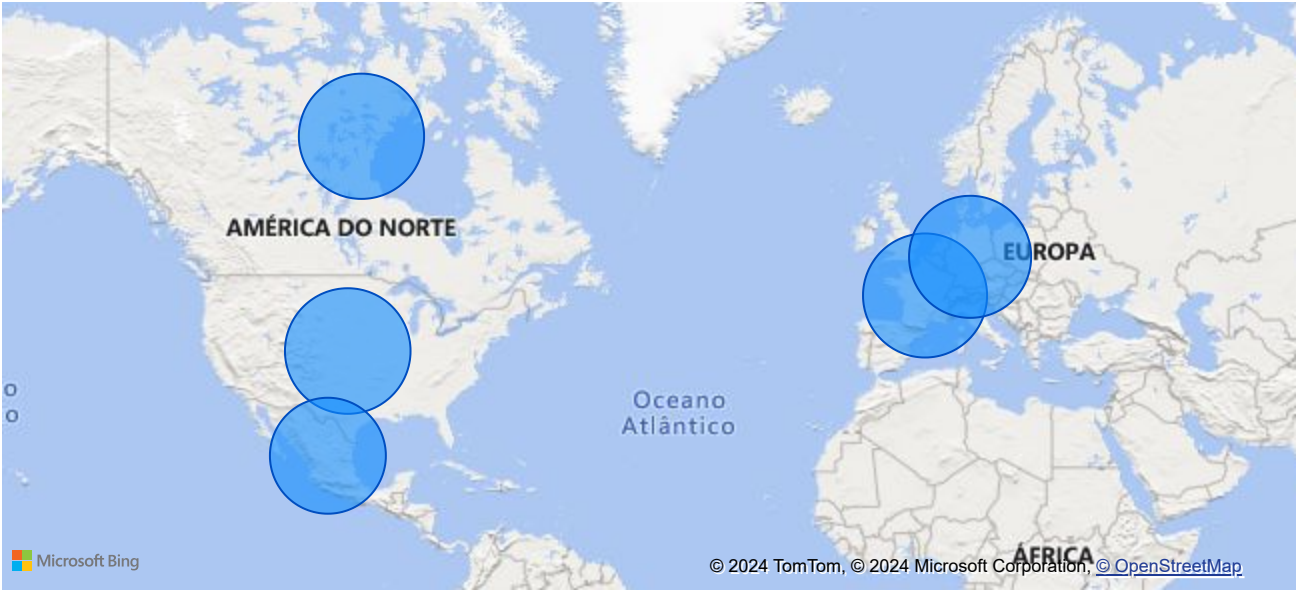 AMÉRICA DO NORTE
EUROPA
o
o
Oceano
Atlântico
ÁFRICA
Microsoft Bing
© 2024 TomTom, © 2024 Microsoft Corporation, © OpenStreetMap